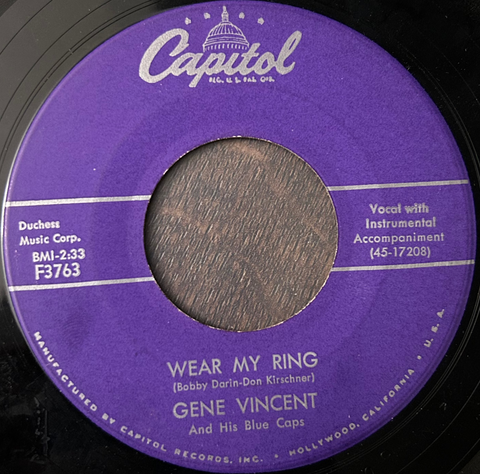 Capitol
REG. U.S. PAT. OFF.
Duchess
Music Corp.
BMI-2:33
F3763
Vocal with
Instrumental
Accompaniment
(45-17208)
WEAR MY RING
(Bobby Darin-Don Kirschner)
GENE VINCENT
And His Blue Caps
MANUFACTURED BY CAPITOL RECORDS, INC. • HOLLYWOOD, CALIFORNIA • U.S.A.